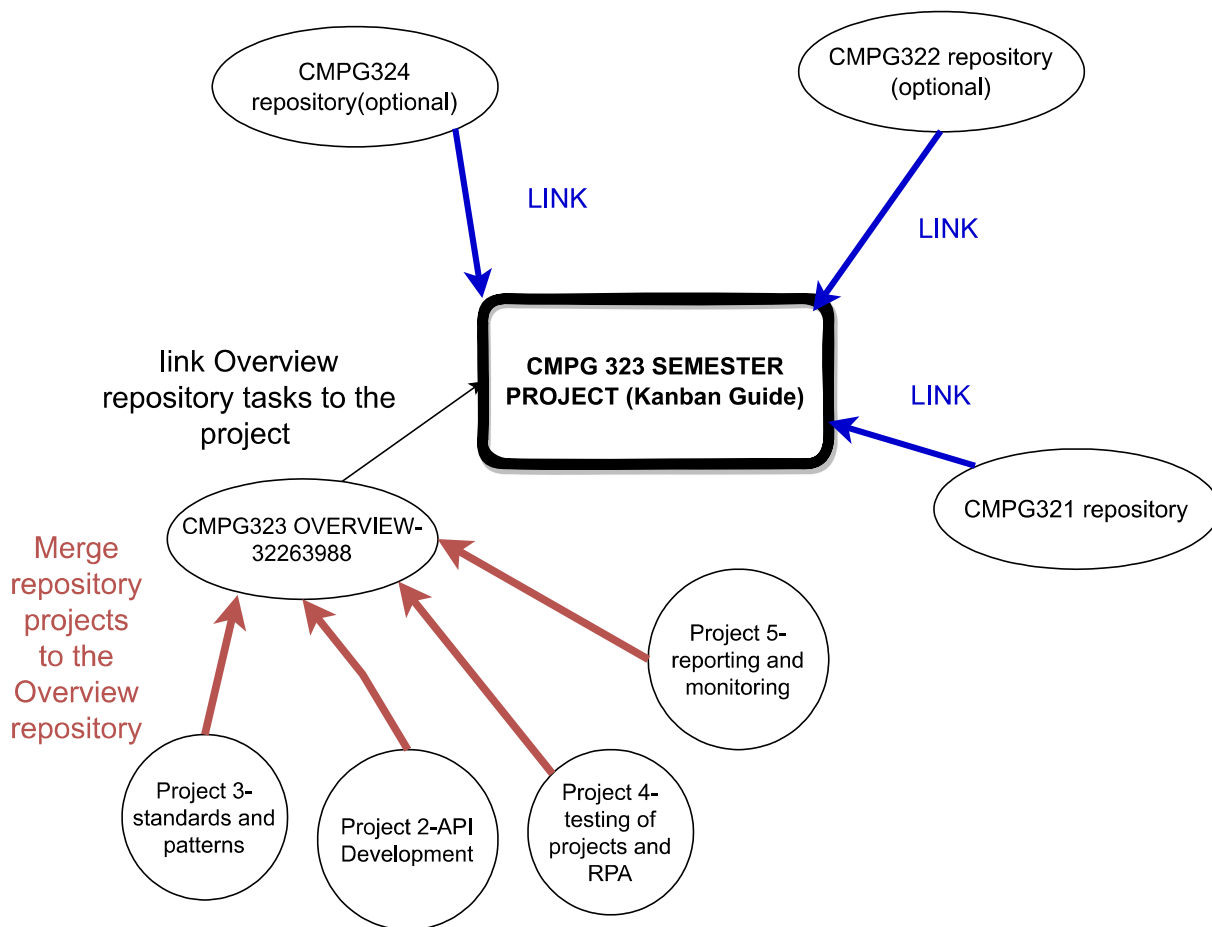 CMPG324
repository(optional)
CMPG322 repository
(optional)
LINK
LINK
link Overview
repository tasks to the
project
CMPG 323 SEMESTER
PROJECT (Kanban Guide)
LINK
CMPG321 repository
CMPG323 OVERVIEW-
32263988
Merge
repository
projects
to the
Overview
repository
Project 5-
reporting and
monitoring
Project 3-
standards and
patterns
Project 2-API
Development
Project 4-
testing of
projects and
RPA